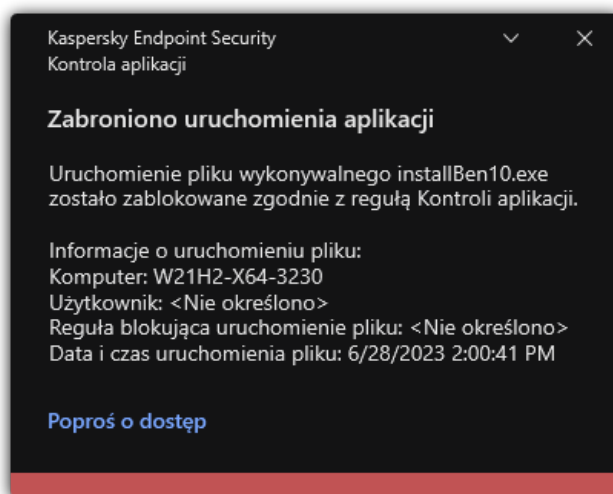 Kaspersky Endpoint Security
Kontrola aplikacji
Zabroniono uruchomienia aplikacji
Uruchomienie pliku wykonywalnego installBen10.exe
zostało zablokowane zgodnie z regułą Kontroli aplikacji.
Informacje o uruchomieniu pliku:
Komputer: W21H2-X64-3230
Użytkownik: <Nie określono>
Reguła blokująca uruchomienie pliku: <Nie określono>
Data i czas uruchomienia pliku: 6/28/2023 2:00:41 PM
Poproś o dostęp